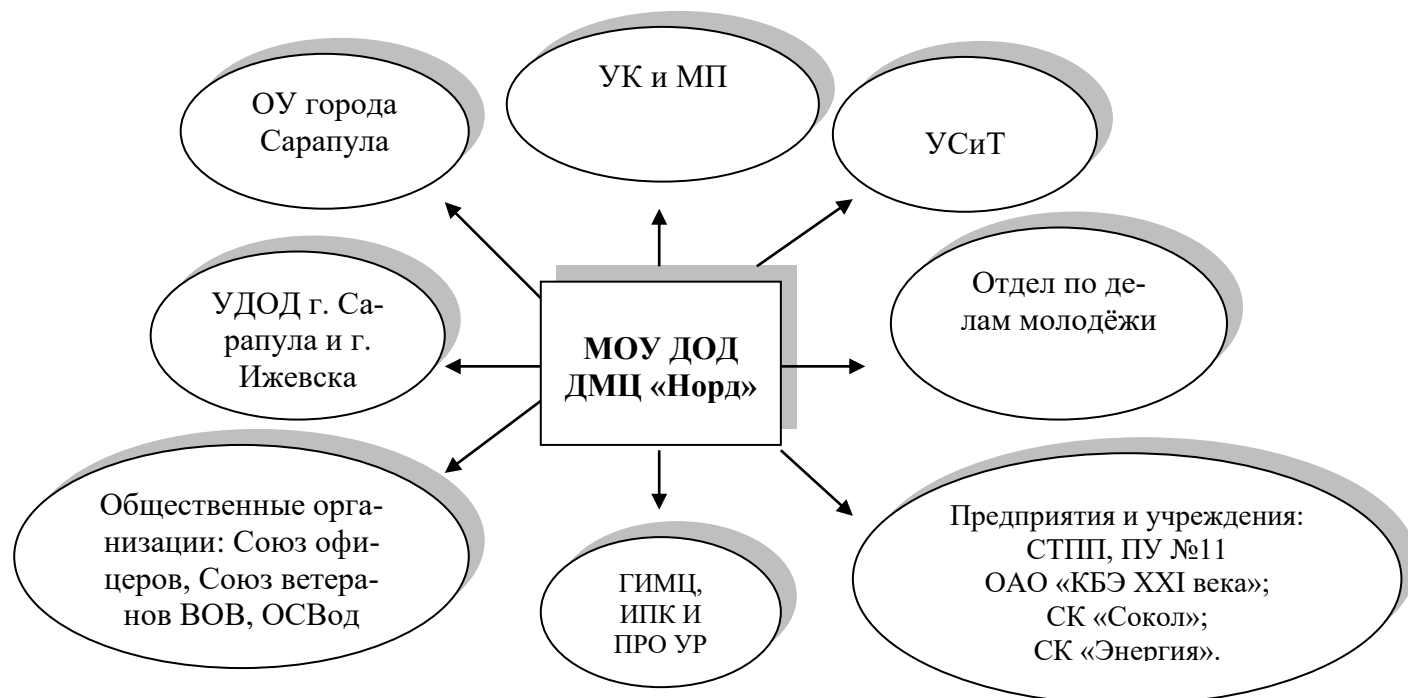 УК и МП
ОУ города
Сарапула
УСиТ
УДОД г. Са-
рапула и г.
Ижевска
МОУ ДОД
ДМЦ «Норд»
Отдел по де-
лам молодёжи
Общественные орга-
низации: Союз офи-
церов, Союз ветера-
нов ВОВ, ОСВод
ГИМЦ,
ИПК И
ПРО УР
Предприятия и учреждения:
СТПП, ПУ №11
ОАО «КБЭ XXI века»;
СК «Сокол»;
СК «Энергия».